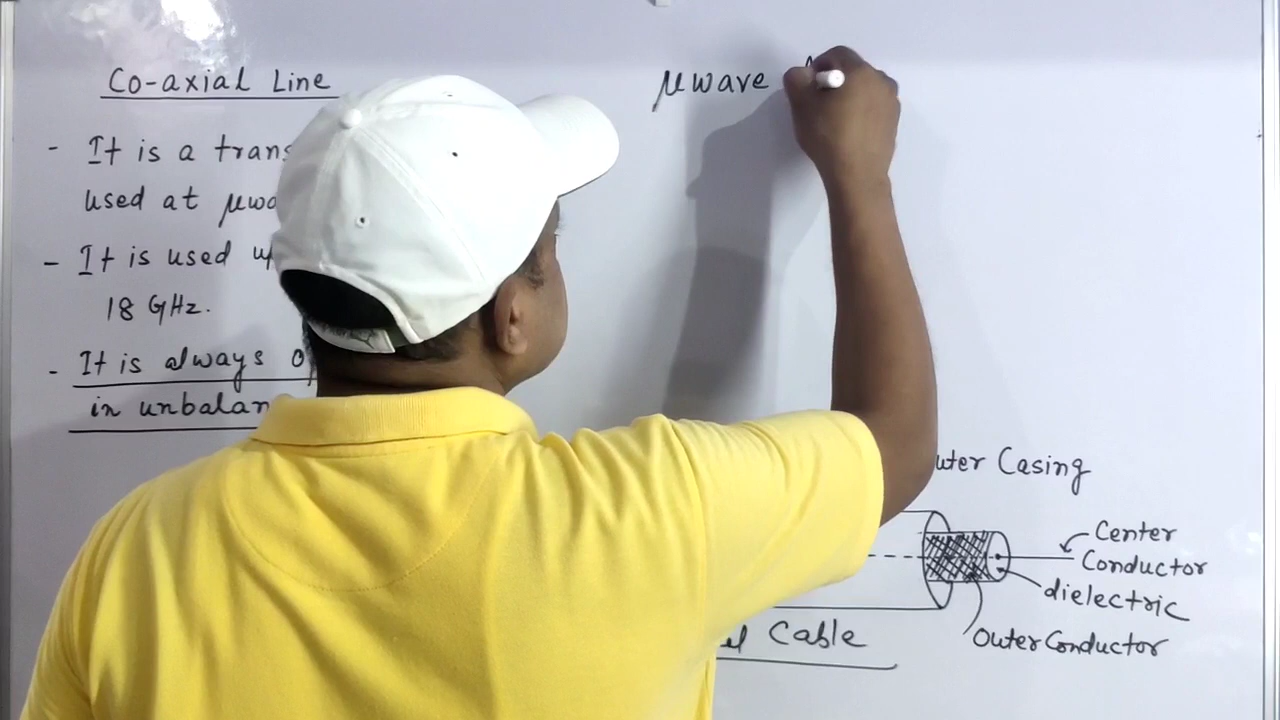 Co-axial Line
- It is a trans
used at μwa
- It is used up
18 GHz.
- It is always o
in unbalan
μwave
uter Casing
Center
Conductor
dielectric
Outer Conductor
Cable